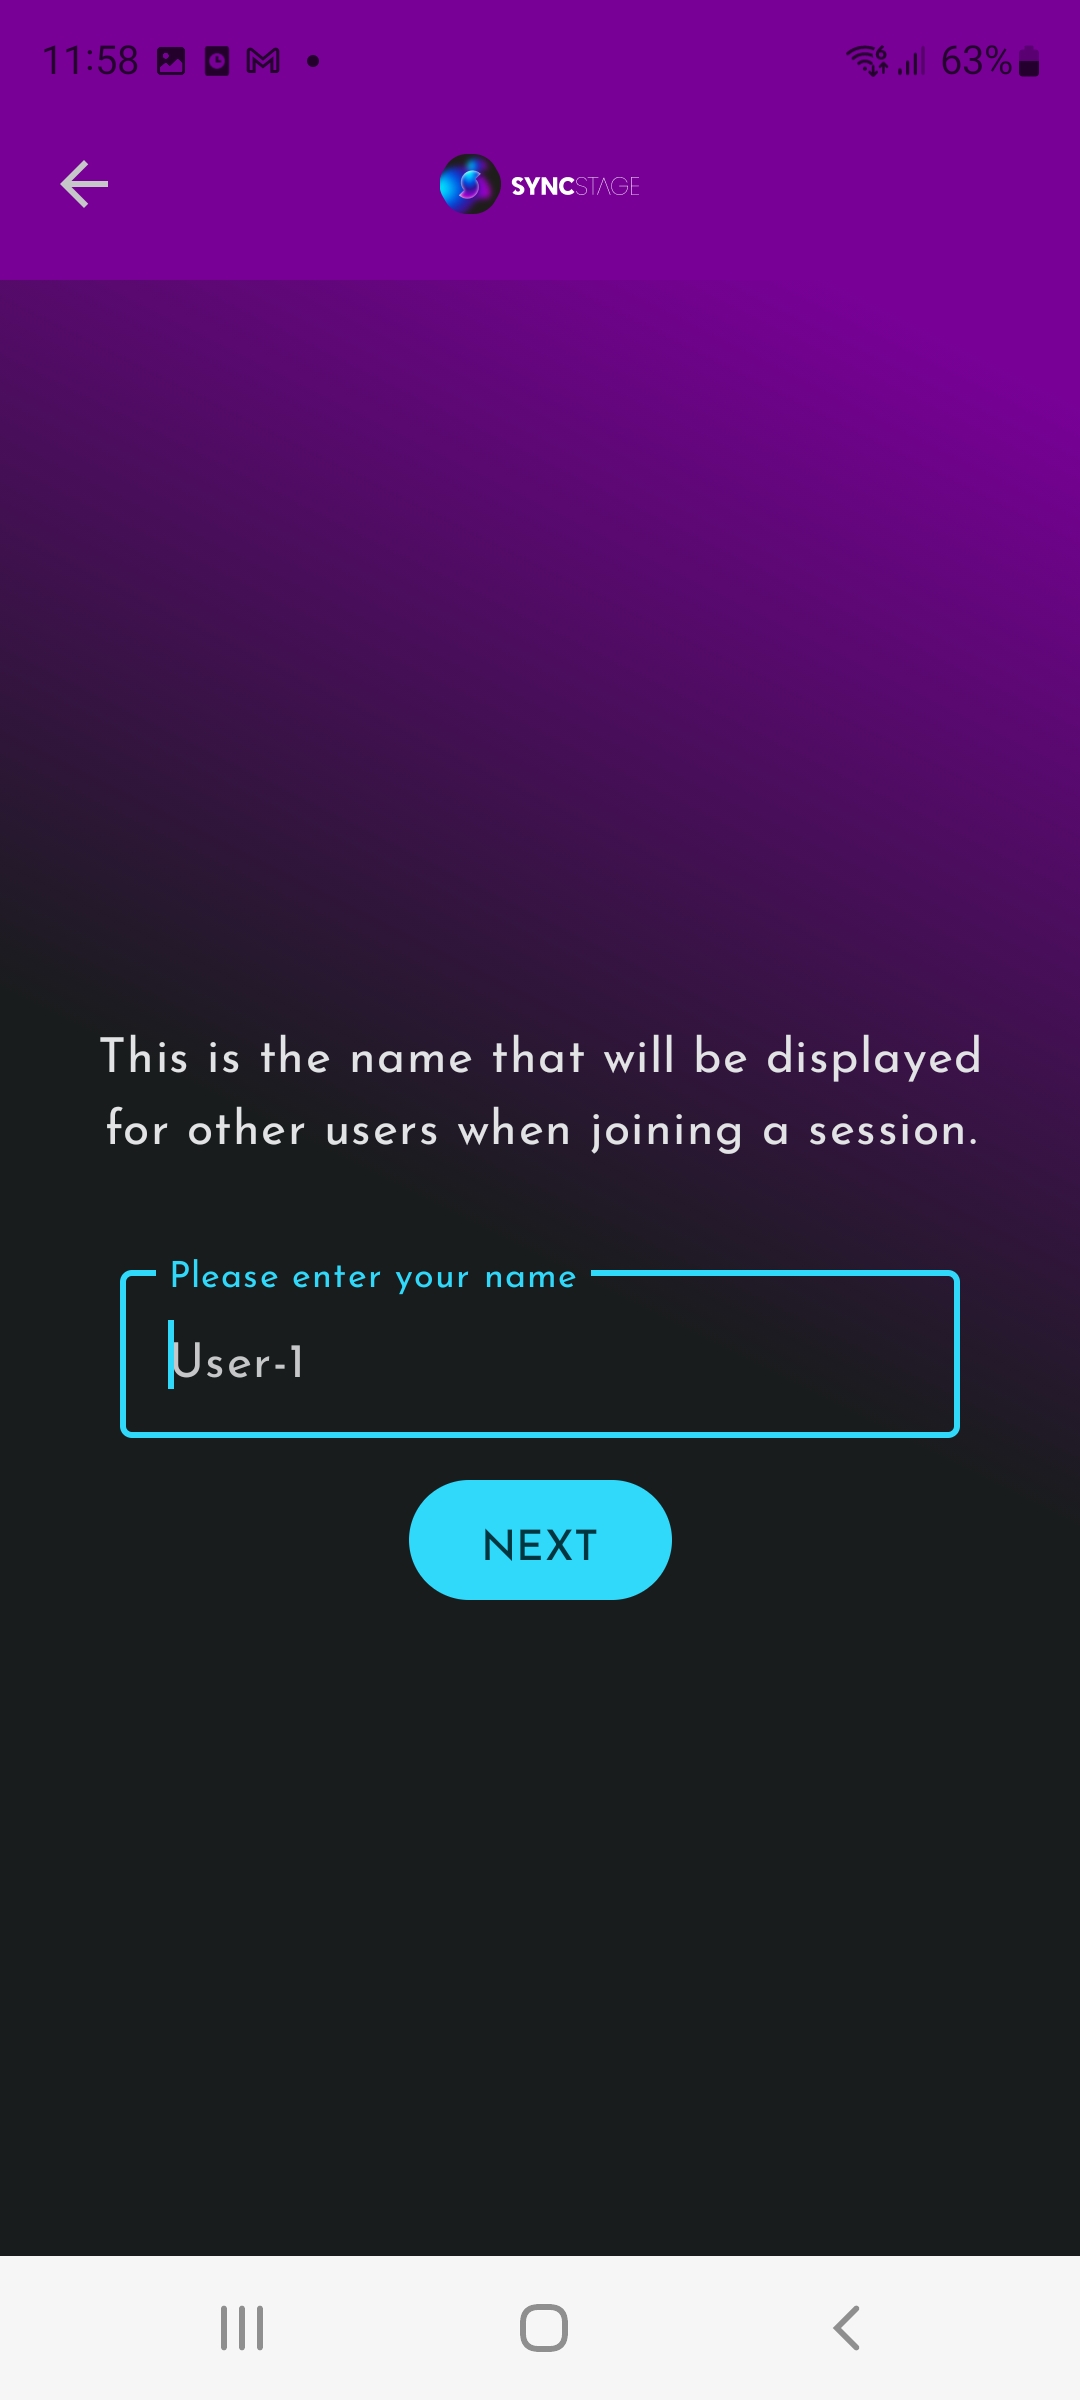 11:58
63%
SYNCSTAGE
This is the name that will be displayed
for other users when joining a session.
Please enter your name
User-1
NEXT